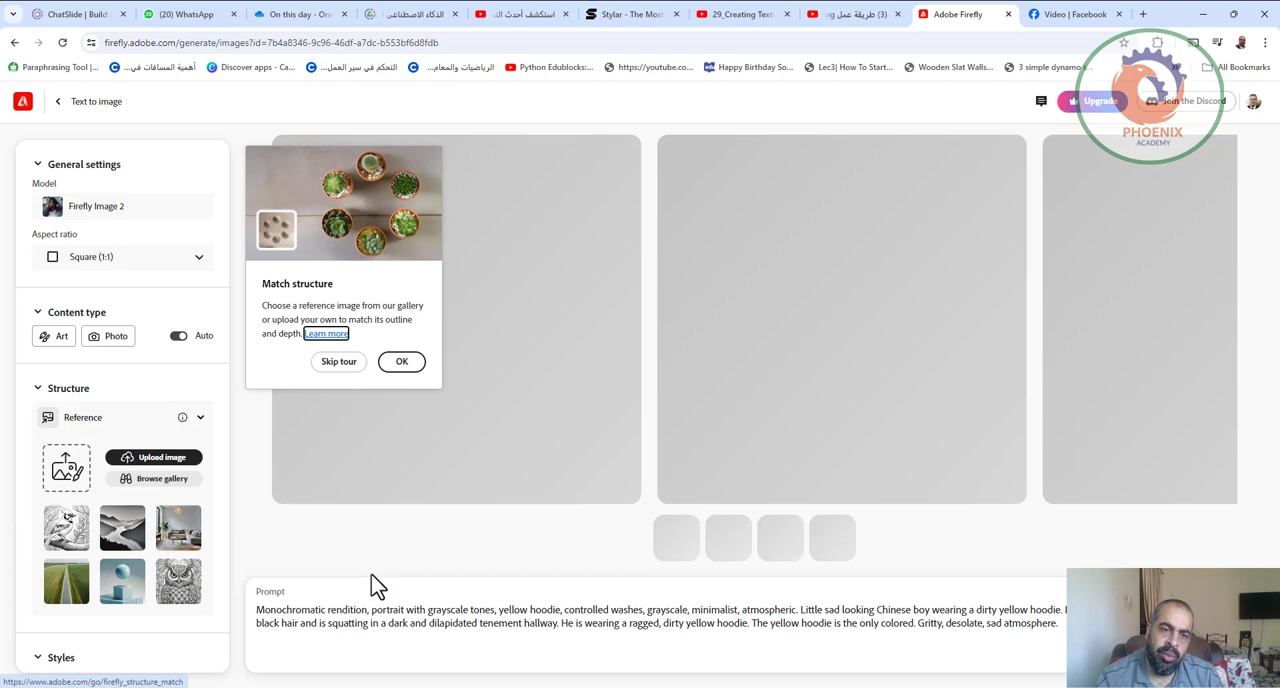 ChatSlide | Build
(20) WhatsApp
On this day - One
الذكاء الاصطناعي
استكشف أحدث
Stylar - The Most
29_Creating Textu
(3) طريقة عمل
Adobe Firefly
Video | Facebook
firefly.adobe.com/generate/images?id=7b4a8346-9c96-46df-a7dc-b553bf6d8fdb
Paraphrasing Tool |...
أهمية المسافات في...
Discover apps - Ca...
التحكم في سير العمل...
Python Edublocks:...
https://youtube.co...
Happy Birthday So...
Lec3| How To Start...
Wooden Slat Walls...
3 simple dynamo
All Bookmarks
Text to image
Upgrade
Join the Discord
PHOENIX
ACADEMY
General settings
Model
Firefly Image 2
Aspect ratio
Square (1:1)
Content type
Art
Photo
Auto
Structure
Reference
Upload image
Browse gallery
Styles
Match structure
Choose a reference image from our gallery
or upload your own to match its outline
and depth. Learn more
Skip tour
OK
Prompt
Monochromatic rendition, portrait with grayscale tones, yellow hoodie, controlled washes, grayscale, minimalist, atmospheric. Little sad looking Chinese boy wearing a dirty yellow hoodie.
black hair and is squatting in a dark and dilapidated tenement hallway. He is wearing a ragged, dirty yellow hoodie. The yellow hoodie is the only colored. Gritty, desolate, sad atmosphere.
https://www.adobe.com/go/firefly_structure_match